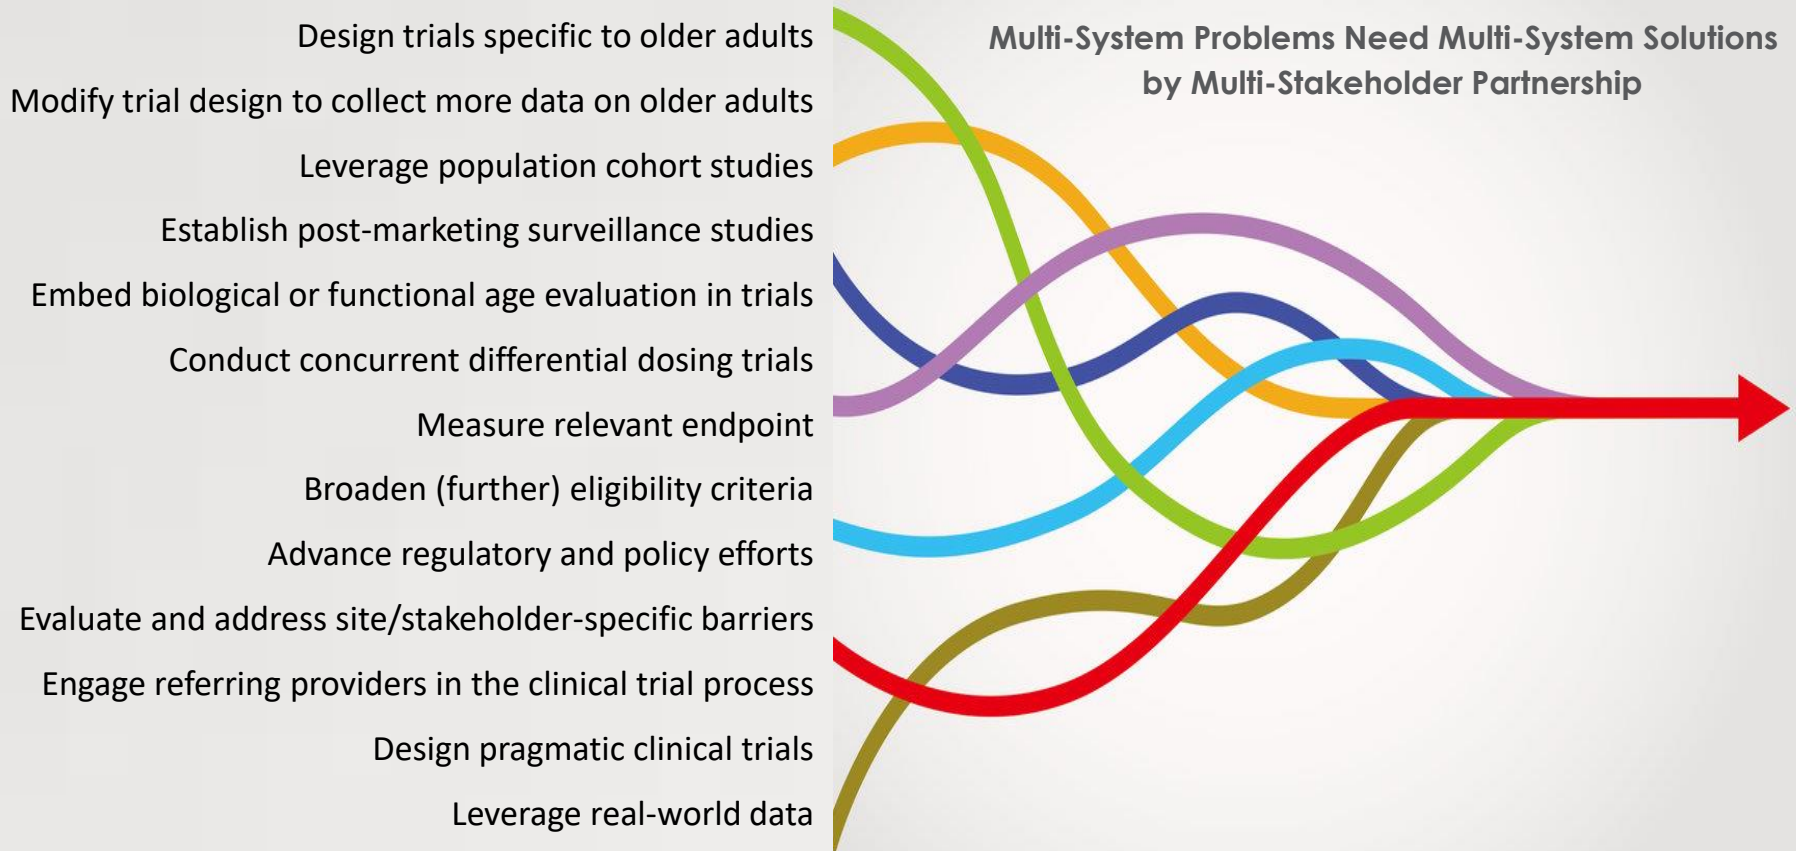 Design trials specific to older adults
Modify trial design to collect more data on older adults
Leverage population cohort studies
Establish post-marketing surveillance studies
Embed biological or functional age evaluation in trials
Conduct concurrent differential dosing trials
Measure relevant endpoint
Broaden (further) eligibility criteria
Advance regulatory and policy efforts
Evaluate and address site/stakeholder-specific barriers
Engage referring providers in the clinical trial process
Design pragmatic clinical trials
Leverage real-world data
Multi-System Problems Need Multi-System Solutions
by Multi-Stakeholder Partnership